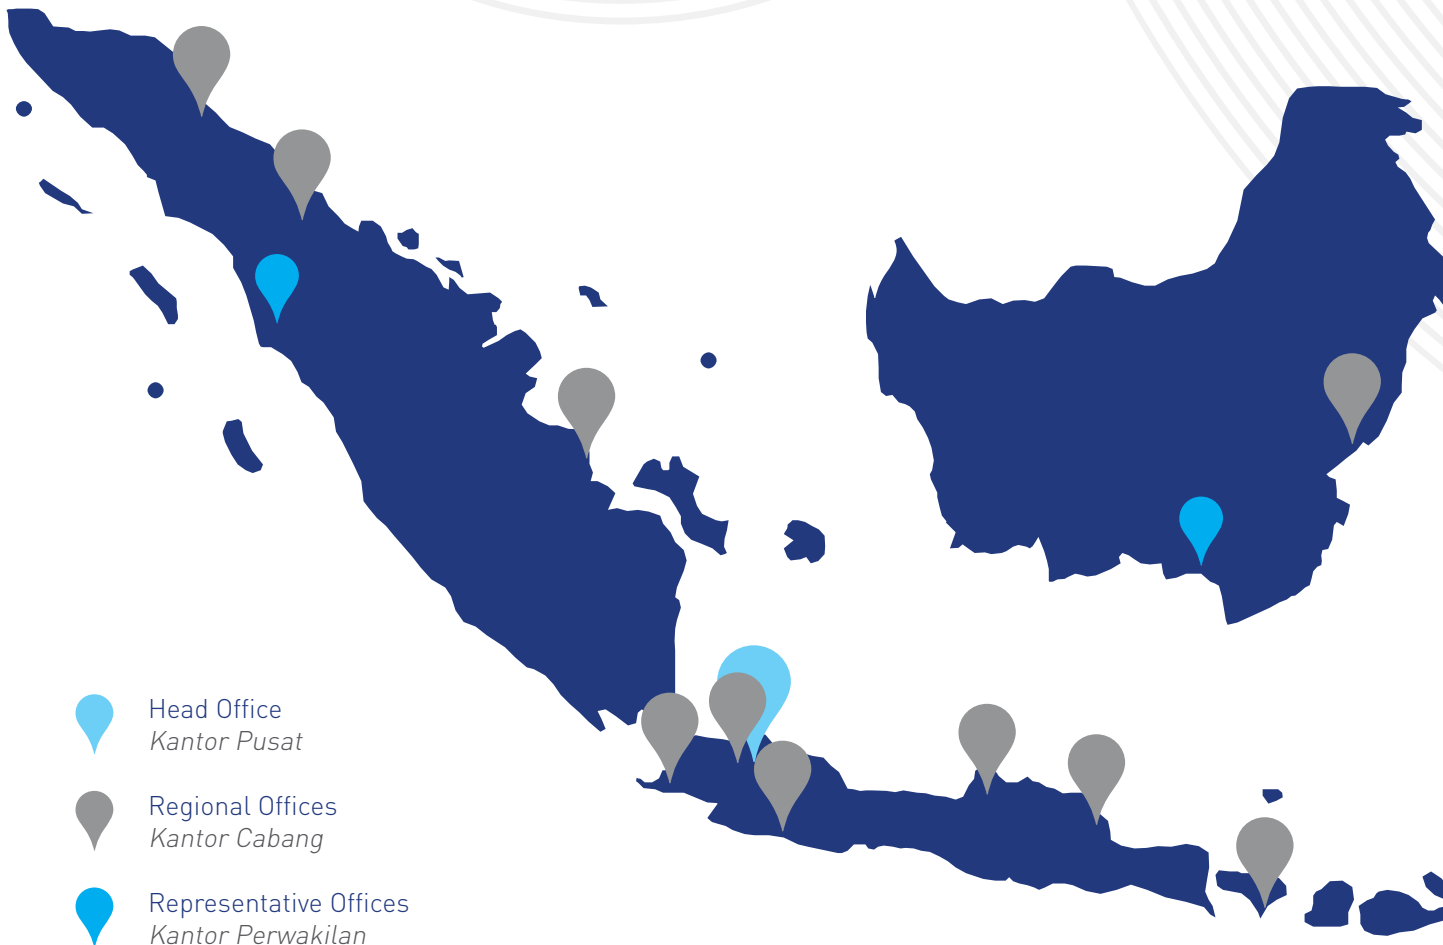 Head Office
Kantor Pusat
Regional Offices
Kantor Cabang
Representative Offices
Kantor Perwakilan